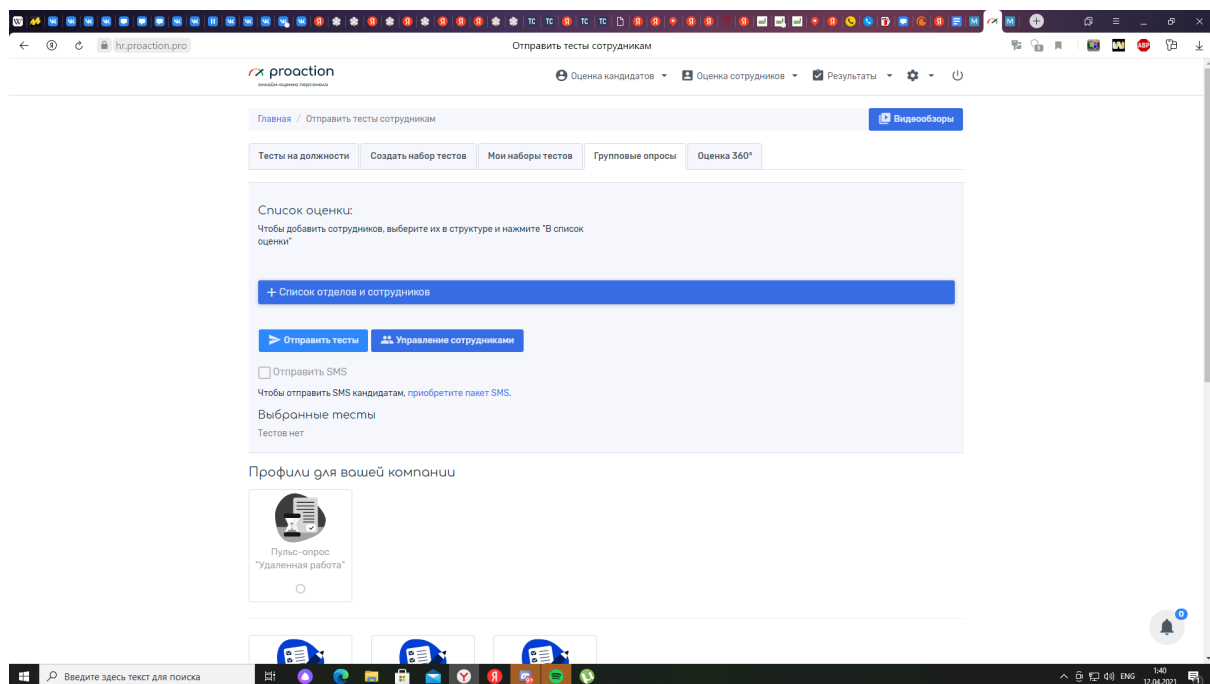 hr.proaction.pro
Отправить тесты сотрудникам
proaction
онлайн-оценка персонала
Оценка кандидатов
Оценка сотрудников
Результаты
Главная / Отправить тесты сотрудникам
Видеообзоры
Тесты на должности
Создать набор тестов
Мои наборы тестов
Групповые опросы
Оценка 360°
Список оценки:
Чтобы добавить сотрудников, выберите их в структуре и нажмите "В список
оценки"
+ Список отделов и сотрудников
Отправить тесты
Управление сотрудниками
Отправить SMS
Чтобы отправить SMS кандидатам, приобретите пакет SMS.
Выбранные тесты
Тестов нет
Профили для вашей компании
Пульс-опрос
"Удаленная работа"
0
Введите здесь текст для поиска
ENG
1:40
12.04.2021